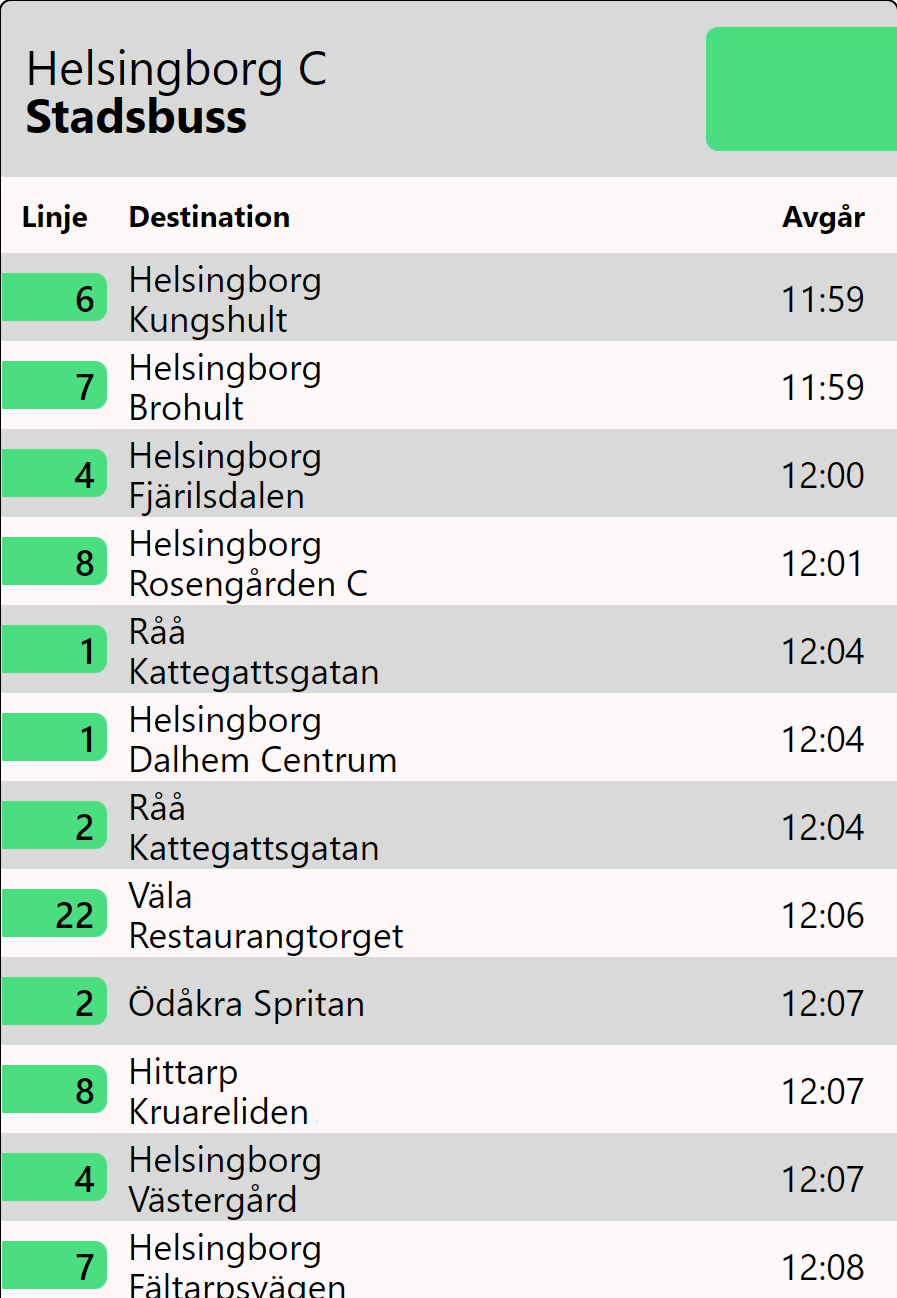 Helsingborg C
Stadsbuss
Linje Destination Avgår
6 Helsingborg
Kungshult 11:59
7 Helsingborg
Brohult 11:59
4 Helsingborg
Fjärilsdalen 12:00
8 Helsingborg
Rosengården C 12:01
1 Råå
Kattegattsgatan 12:04
1 Helsingborg
Dalhem Centrum 12:04
2 Råå
Kattegattsgatan 12:04
22 Väla
Restaurangtorget 12:06
2 Ödåkra Spritan 12:07
8 Hittarp
Kruareliden 12:07
4 Helsingborg
Västergård 12:07
7 Helsingborg
Fältarpsvägen 12:08